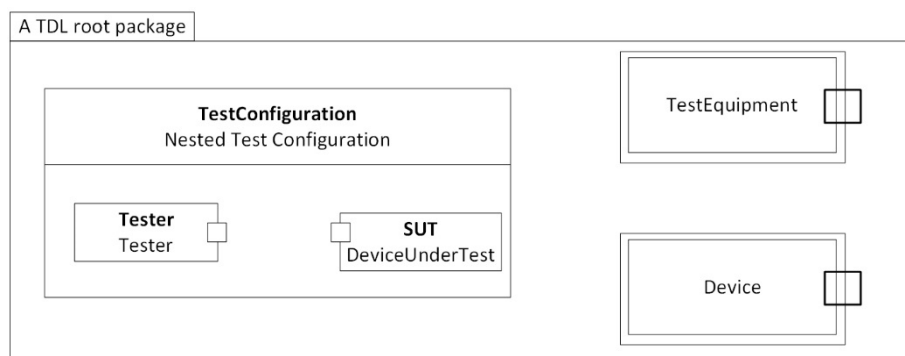 A TDL root package
TestConfiguration
Nested Test Configuration
TestEquipment
Tester
Tester
SUT
DeviceUnderTest
Device